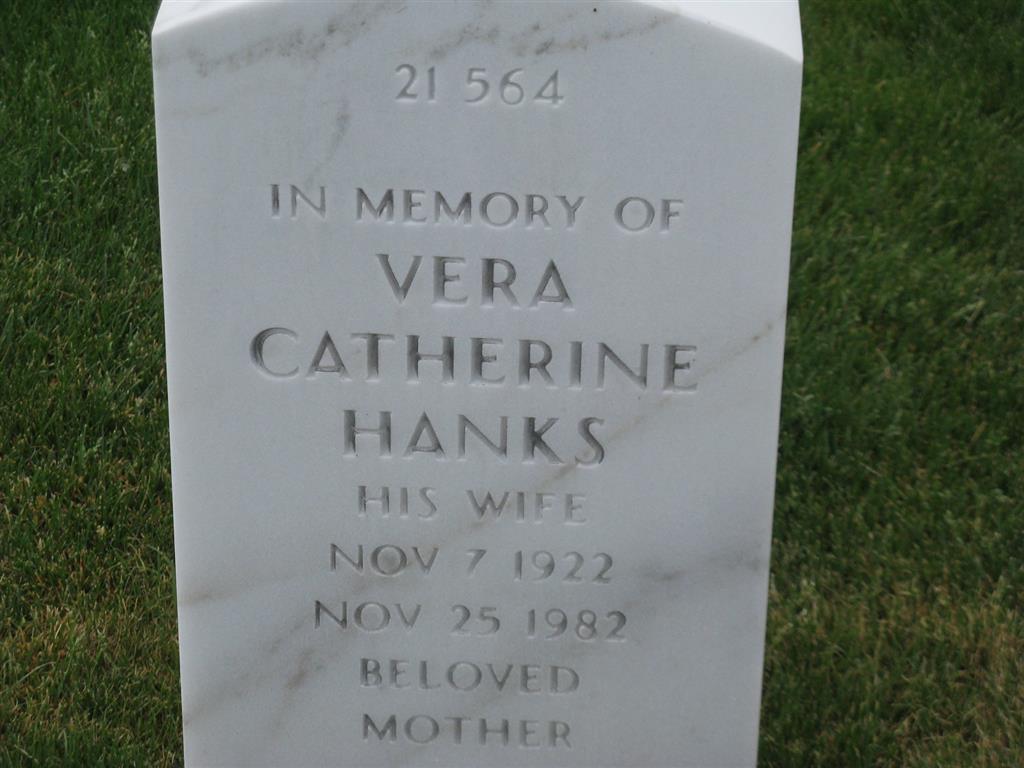 21 564
IN MEMORY OF
VERA
CATHERINE
HANKS
HIS WIFE
NOV 7 1922
NOV 25 1982
BELOVED
MOTHER